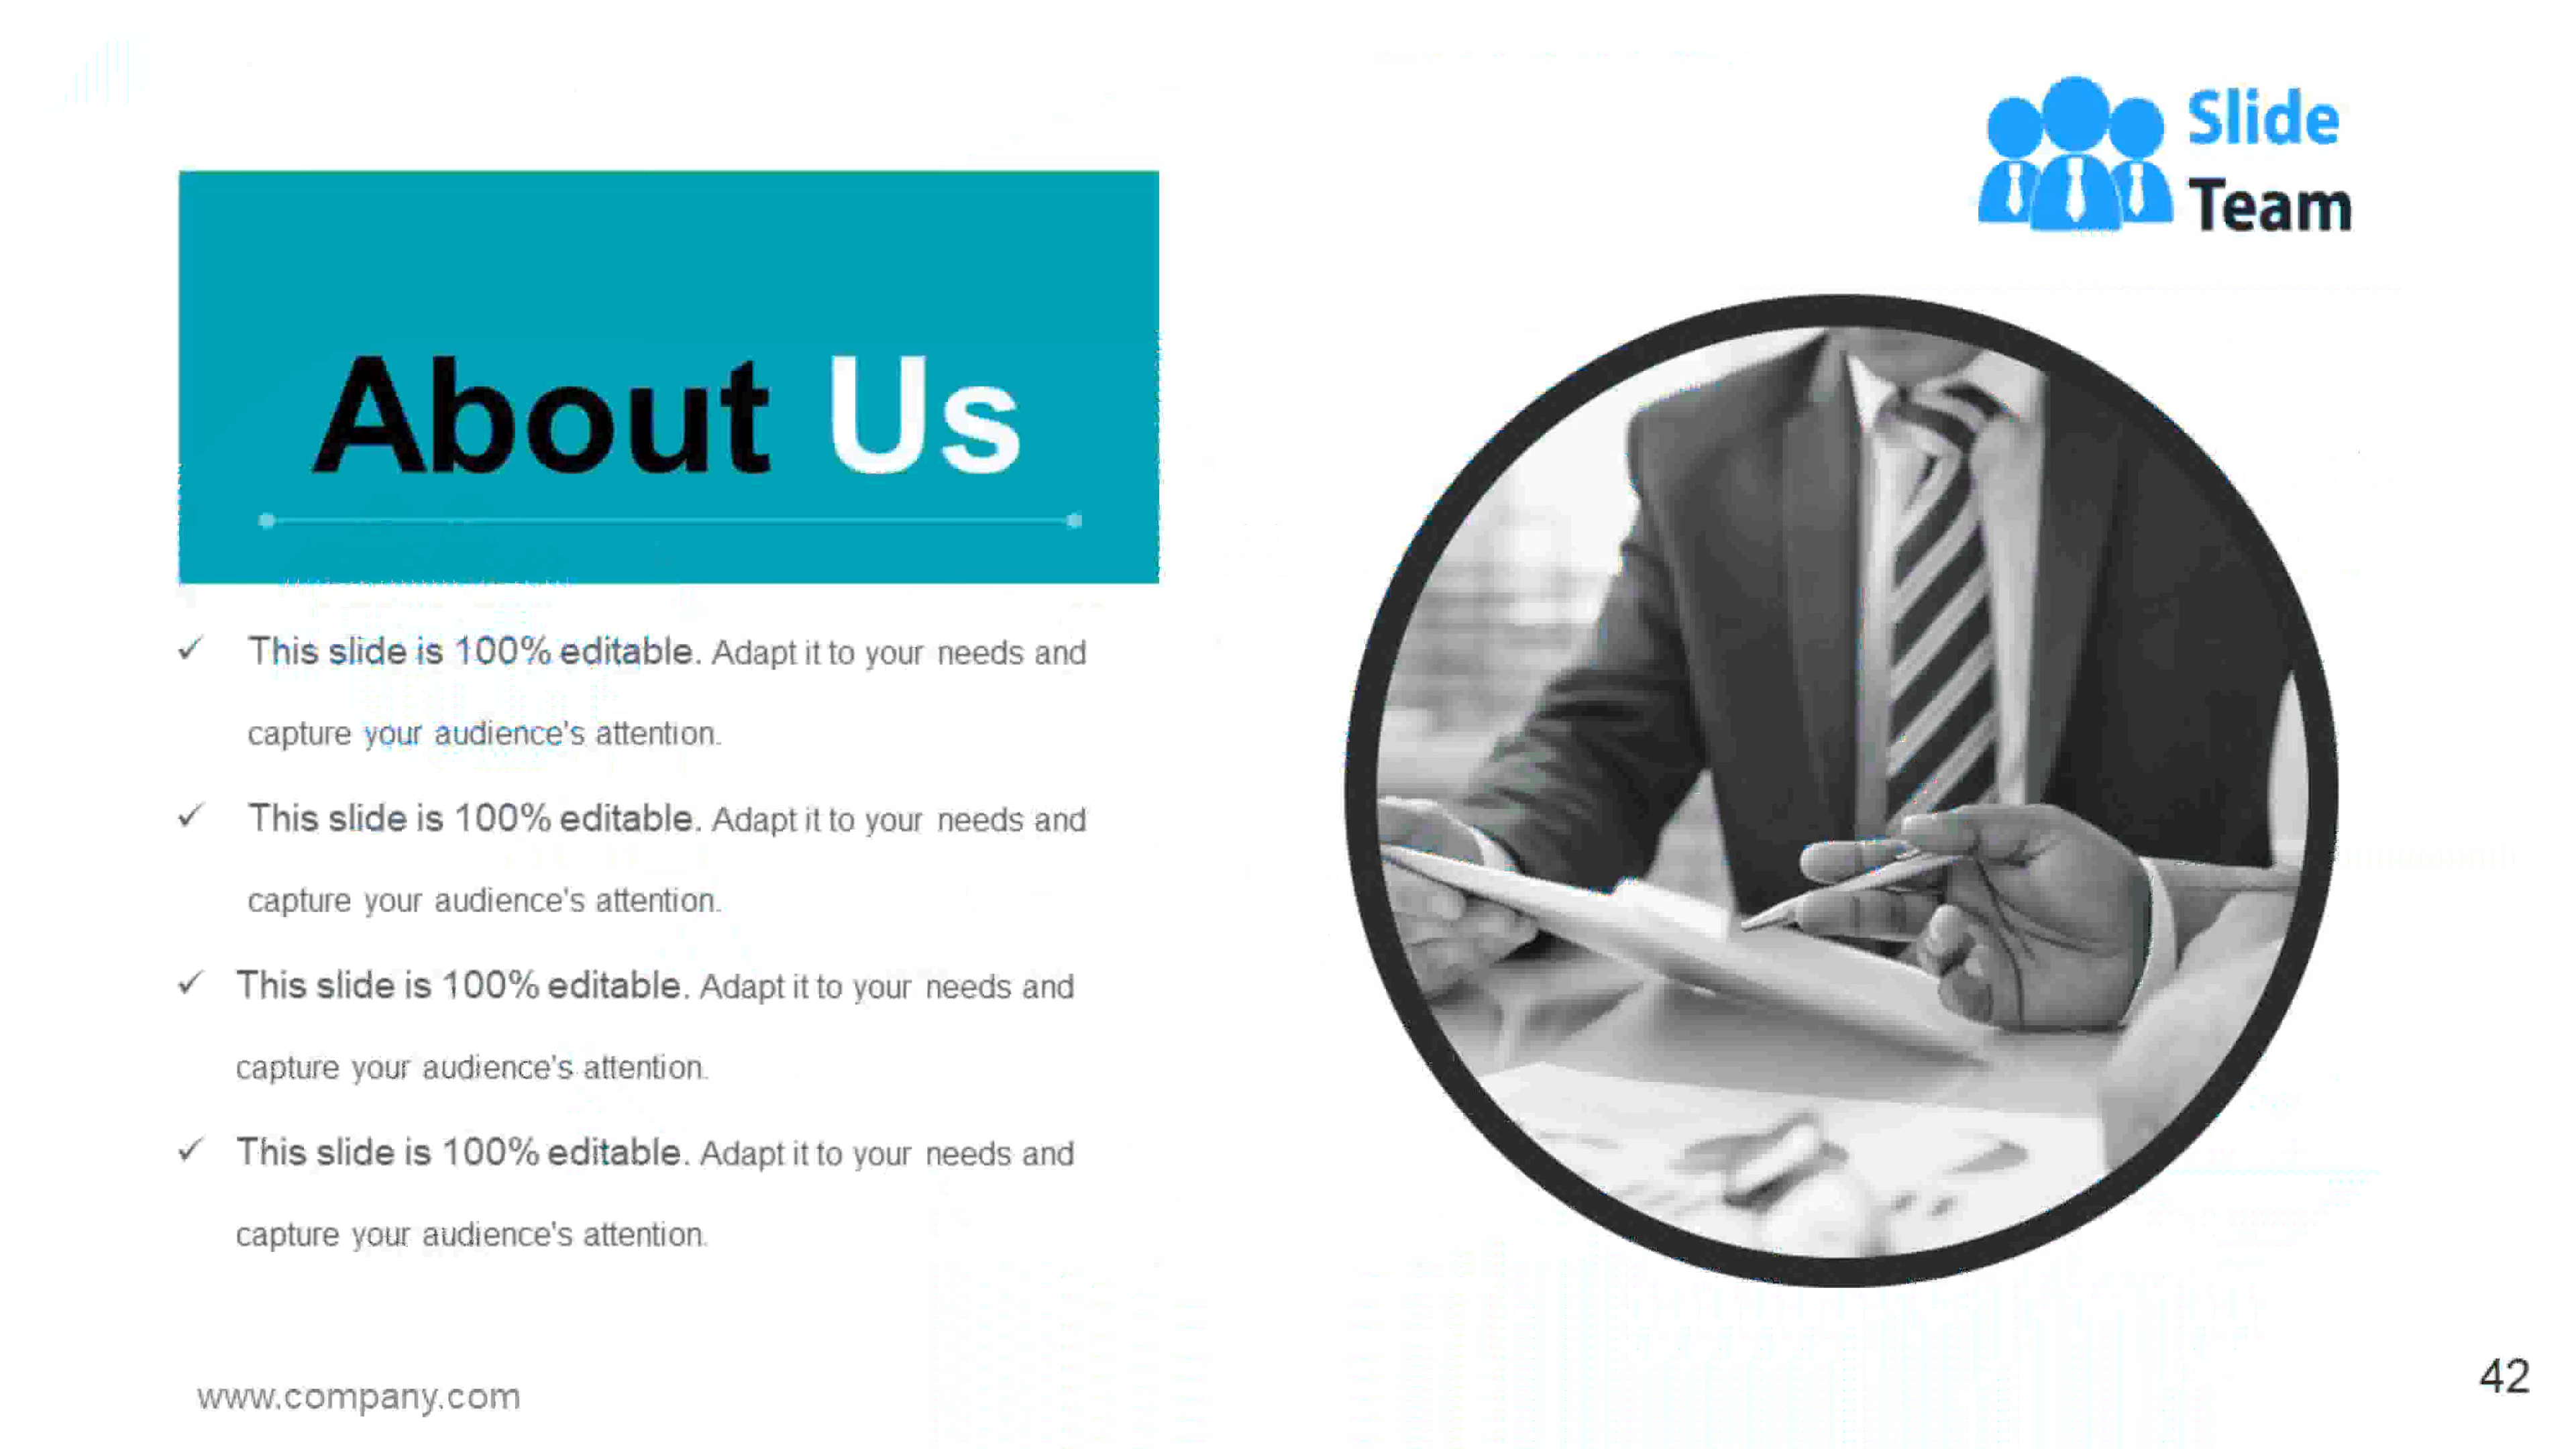 Slide
Team
About Us
✓ This slide is 100% editable. Adapt it to your needs and
capture your audience's attention.
✓ This slide is 100% editable. Adapt it to your needs and
capture your audience's attention.
✓ This slide is 100% editable. Adapt it to your needs and
capture your audience's attention.
✓ This slide is 100% editable. Adapt it to your needs and
capture your audience's attention.
www.company.com
42